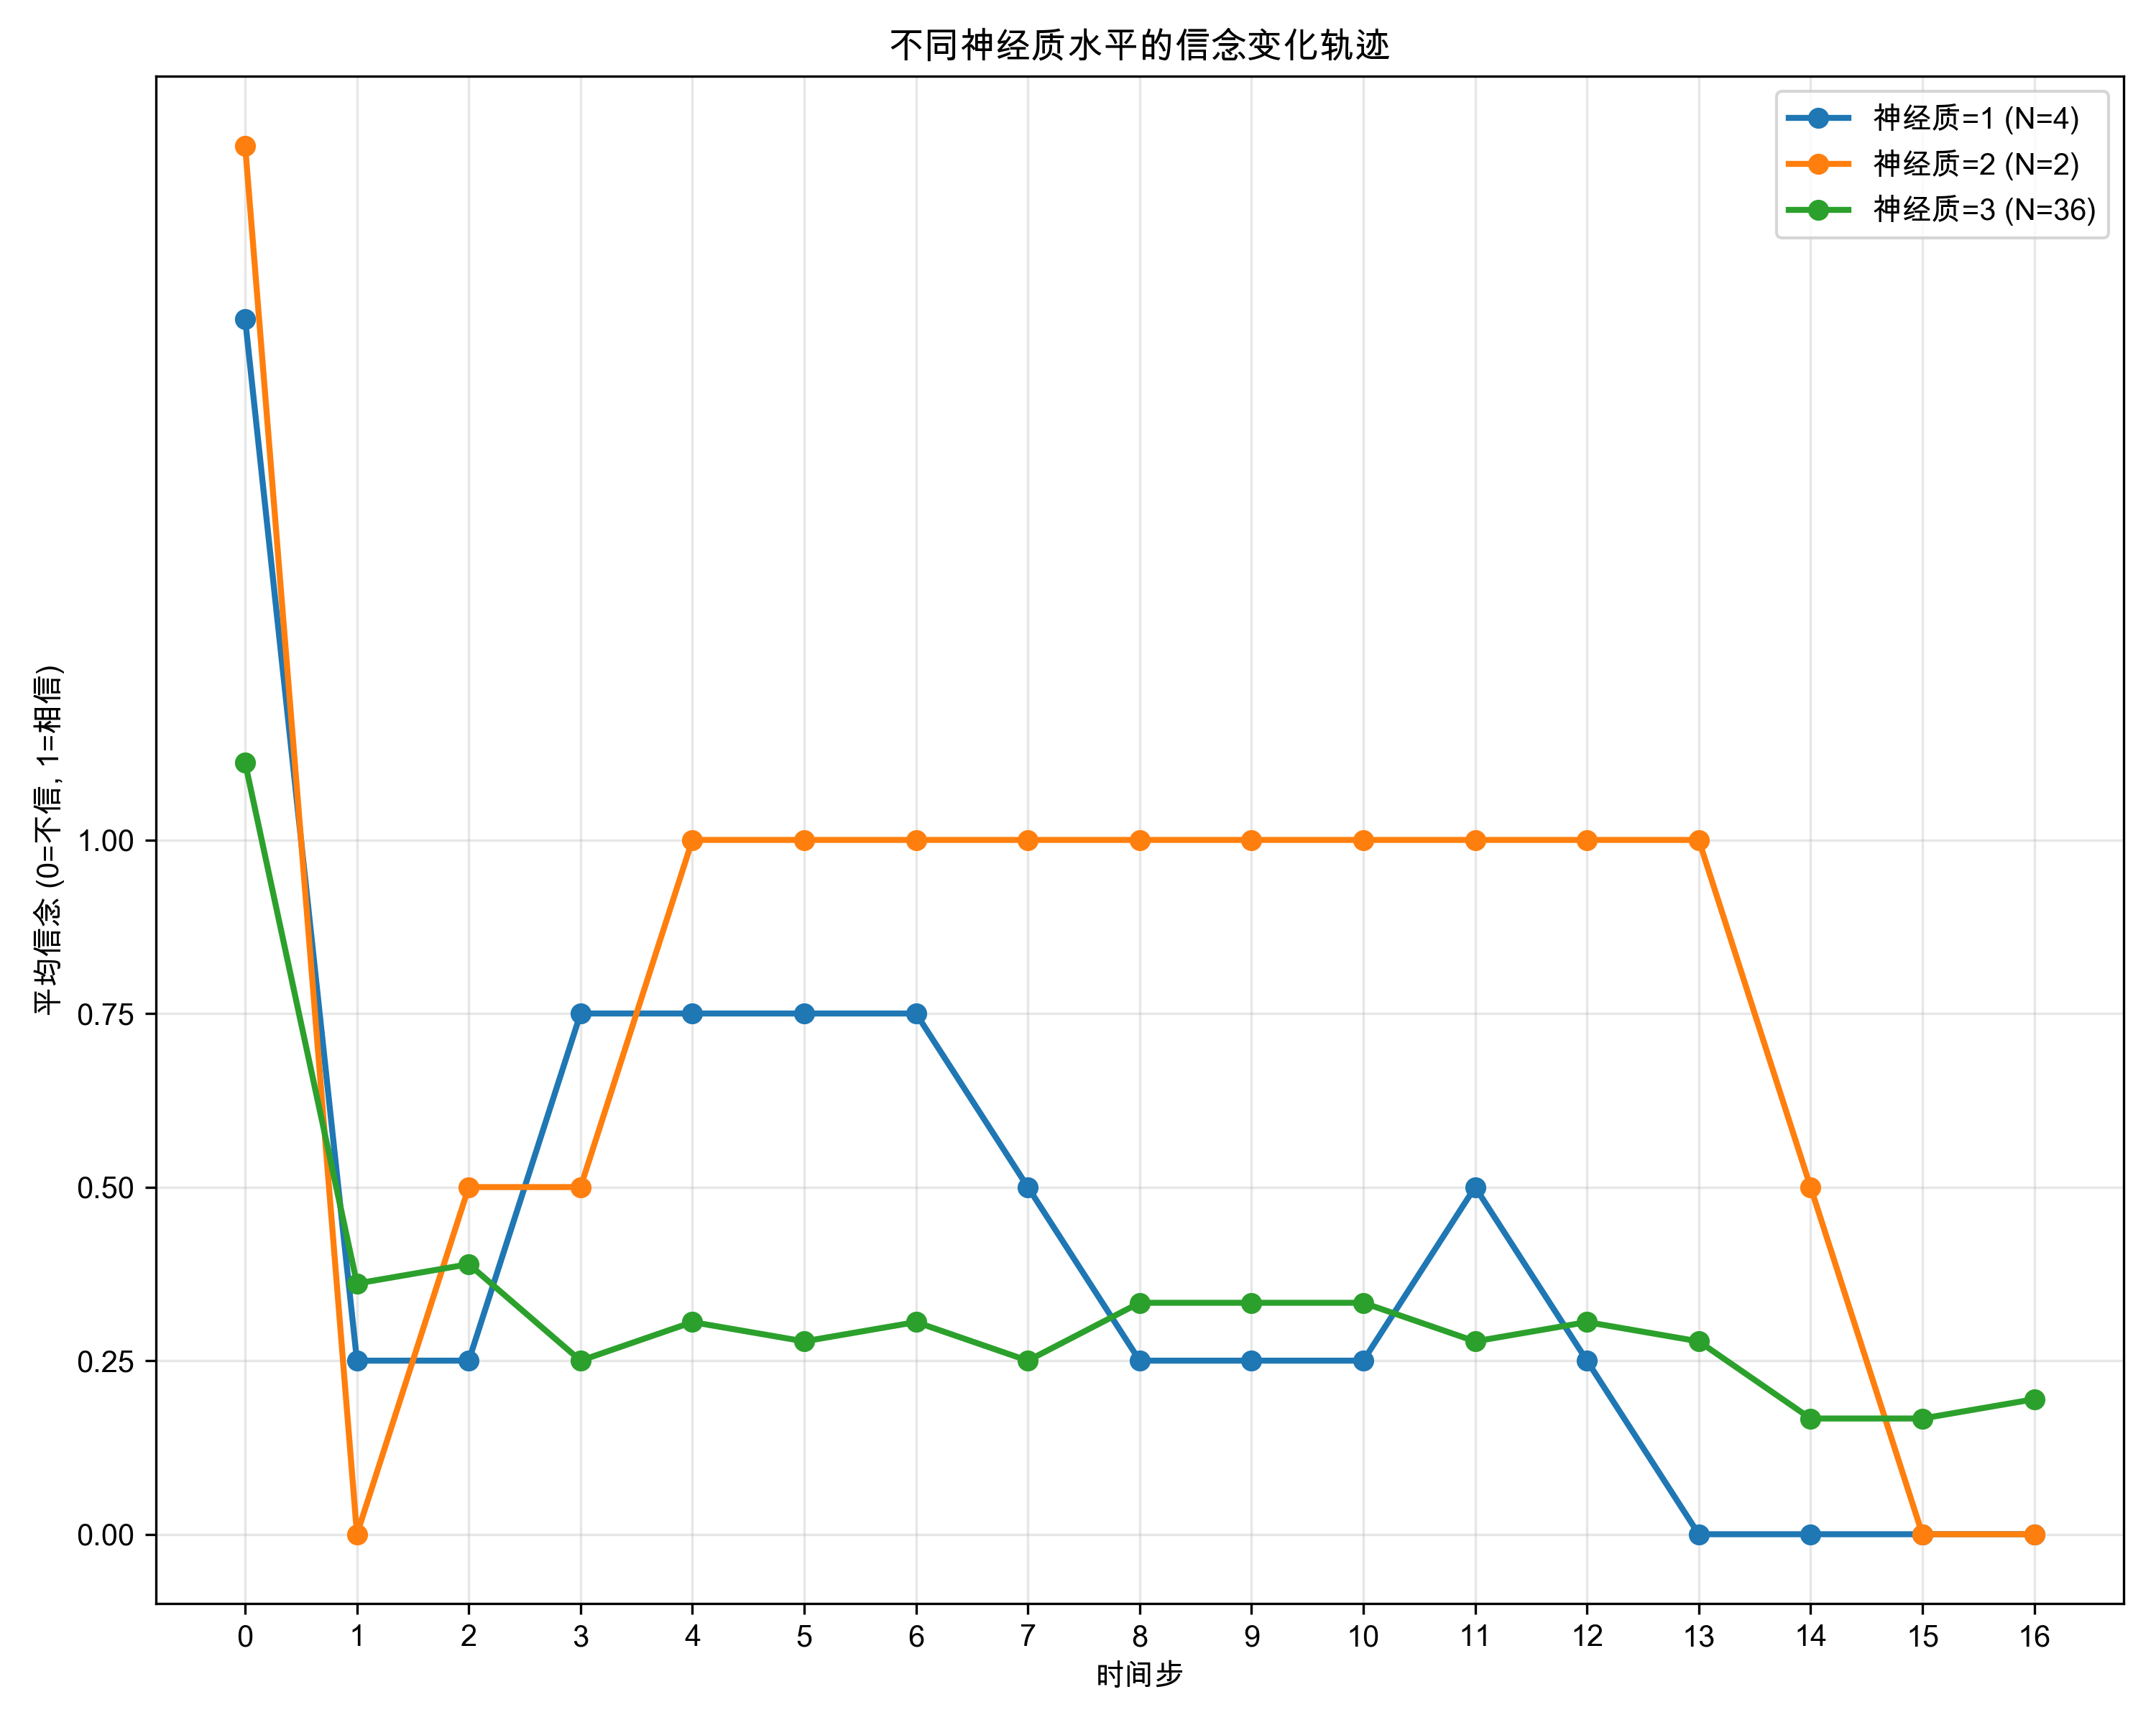 不同神经质水平的信念变化轨迹
神经质=1 (N=4)
神经质=2 (N=2)
神经质=3 (N=36)
平均信念 (0=不信, 1=相信)
1.00
0.75
0.50
0.25
0.00
0 1 2 3 4 5 6 7 8 9 10 11 12 13 14 15 16
时间步